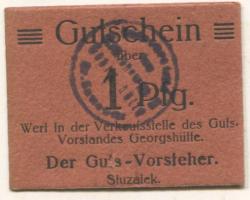 Gutschein
über
1 Pfg.
Wert in der Verkaufsstelle des Guts-
Vorstandes Georgshütte.
Der Guts-Vorsteher.
Stuzalek.